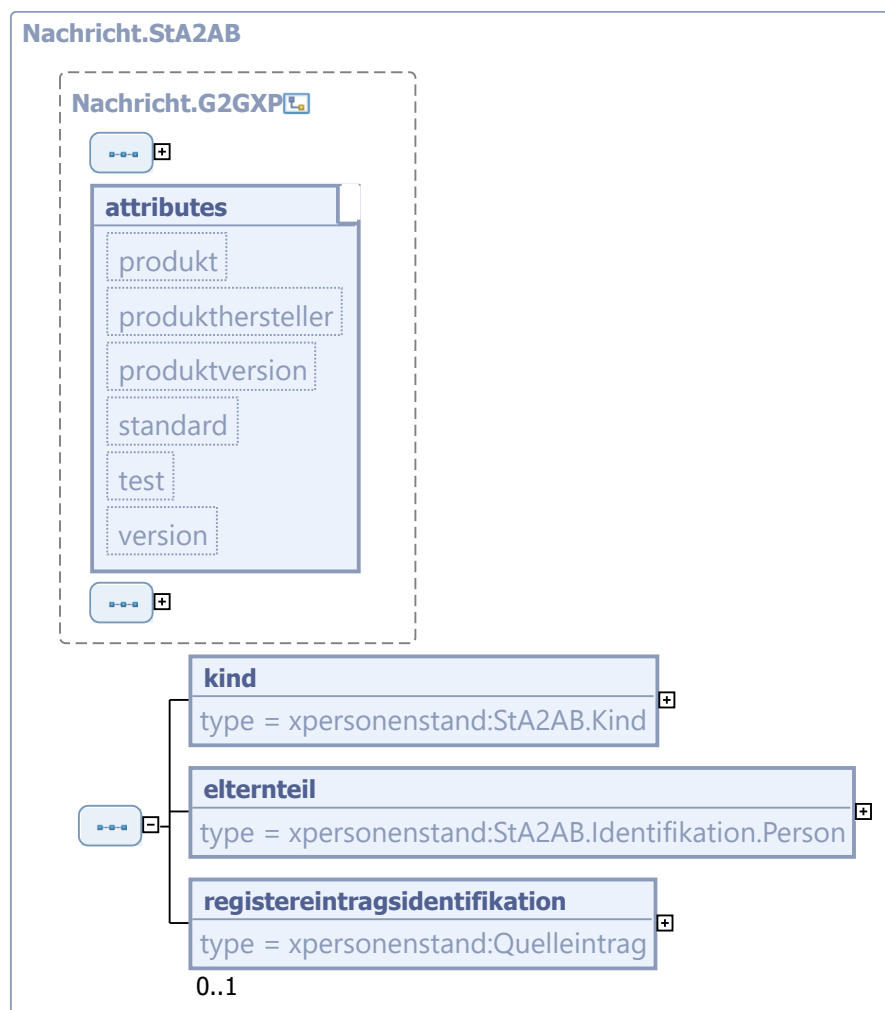 Nachricht.StA2AB
Nachricht.G2GXP
attributes
produkt
produkthersteller
produktversion
standard
test
version
kind
type = xpersonenstand:StA2AB.Kind
elternteil
type = xpersonenstand:StA2AB.Identifikation.Person
registereintragsidentifikation
type = xpersonenstand:Quelleintrag
0..1